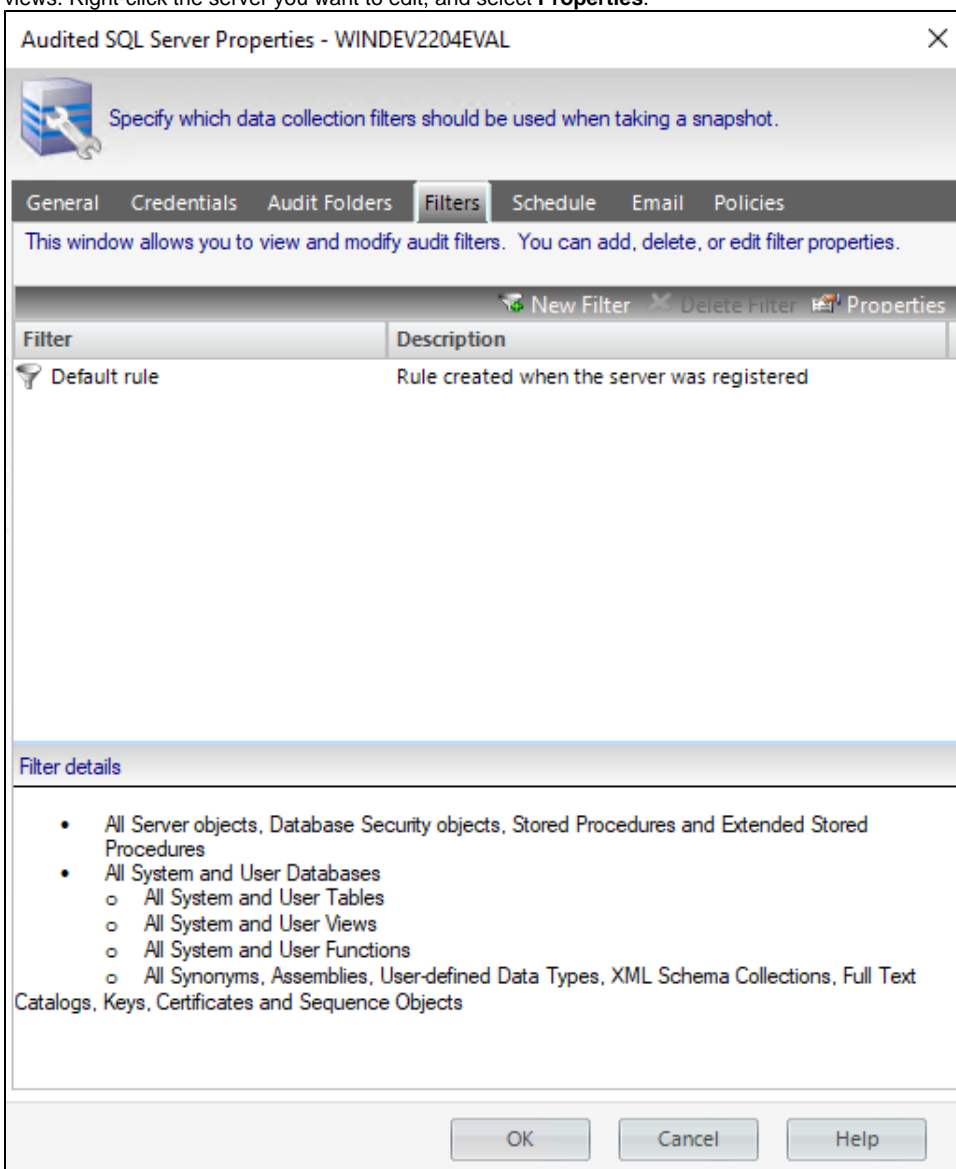 views. Right-click the server you want to edit, and select Properties.
Audited SQL Server Properties - WINDEV2204EVAL
Specify which data collection filters should be used when taking a snapshot.
General Credentials Audit Folders Filters Schedule Email Policies
This window allows you to view and modify audit filters. You can add, delete, or edit filter properties.
New Filter Delete Filter Properties
Filter Description
Default rule Rule created when the server was registered
Filter details
• All Server objects, Database Security objects, Stored Procedures and Extended Stored
Procedures
• All System and User Databases
o All System and User Tables
o All System and User Views
o All System and User Functions
o All Synonyms, Assemblies, User-defined Data Types, XML Schema Collections, Full Text
Catalogs, Keys, Certificates and Sequence Objects
OK Cancel Help